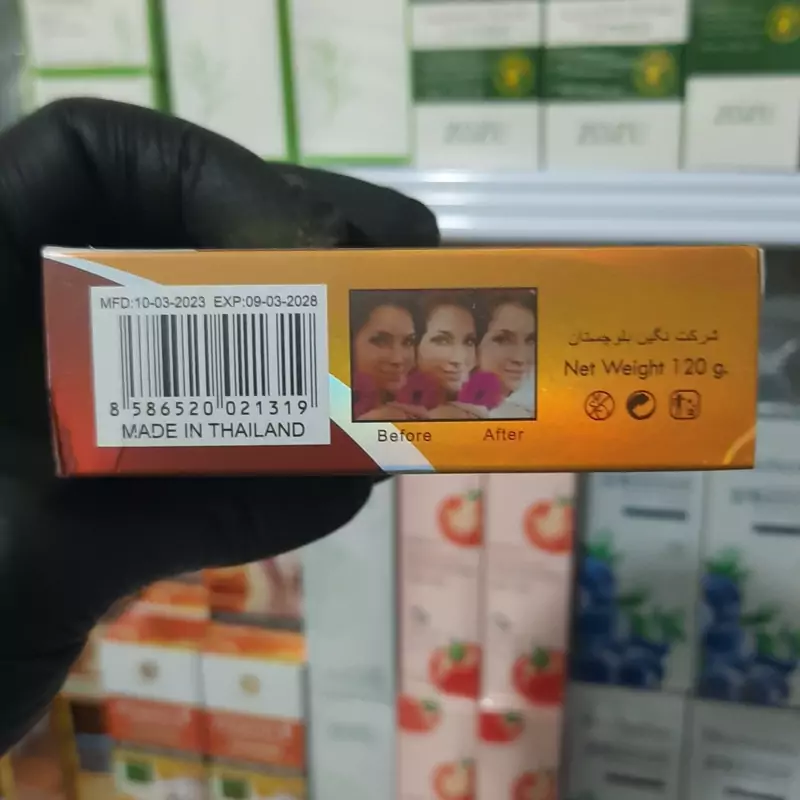 MFD:10-03-2023 EXP:09-03-2028
8 586520 021319
MADE IN THAILAND
Before After
شرکت نگین بلوچستان
Net Weight 120 g.